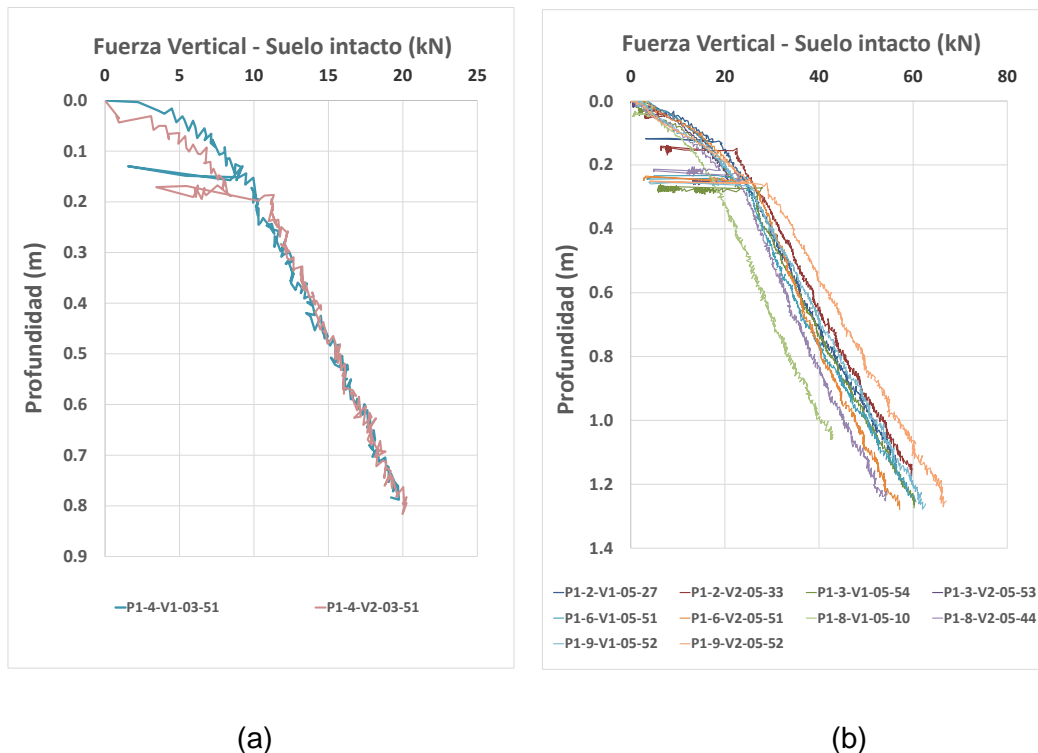 Fuerza Vertical - Suelo intacto (kN)
0 5 10 15 20 25
0.0
0.1
0.2
0.3
0.4
0.5
0.6
0.7
0.8
0.9
Profundidad (m)
P1-4-V1-03-51 P1-4-V2-03-51
(a)
Fuerza Vertical - Suelo intacto (kN)
0 20 40 60 80
0.0
0.2
0.4
0.6
0.8
1.0
1.2
1.4
Profundidad (m)
P1-2-V1-05-27 P1-2-V2-05-33 P1-3-V1-05-54 P1-3-V2-05-53
P1-6-V1-05-51 P1-6-V2-05-51 P1-8-V1-05-10 P1-8-V2-05-44
P1-9-V1-05-52 P1-9-V2-05-52
(b)